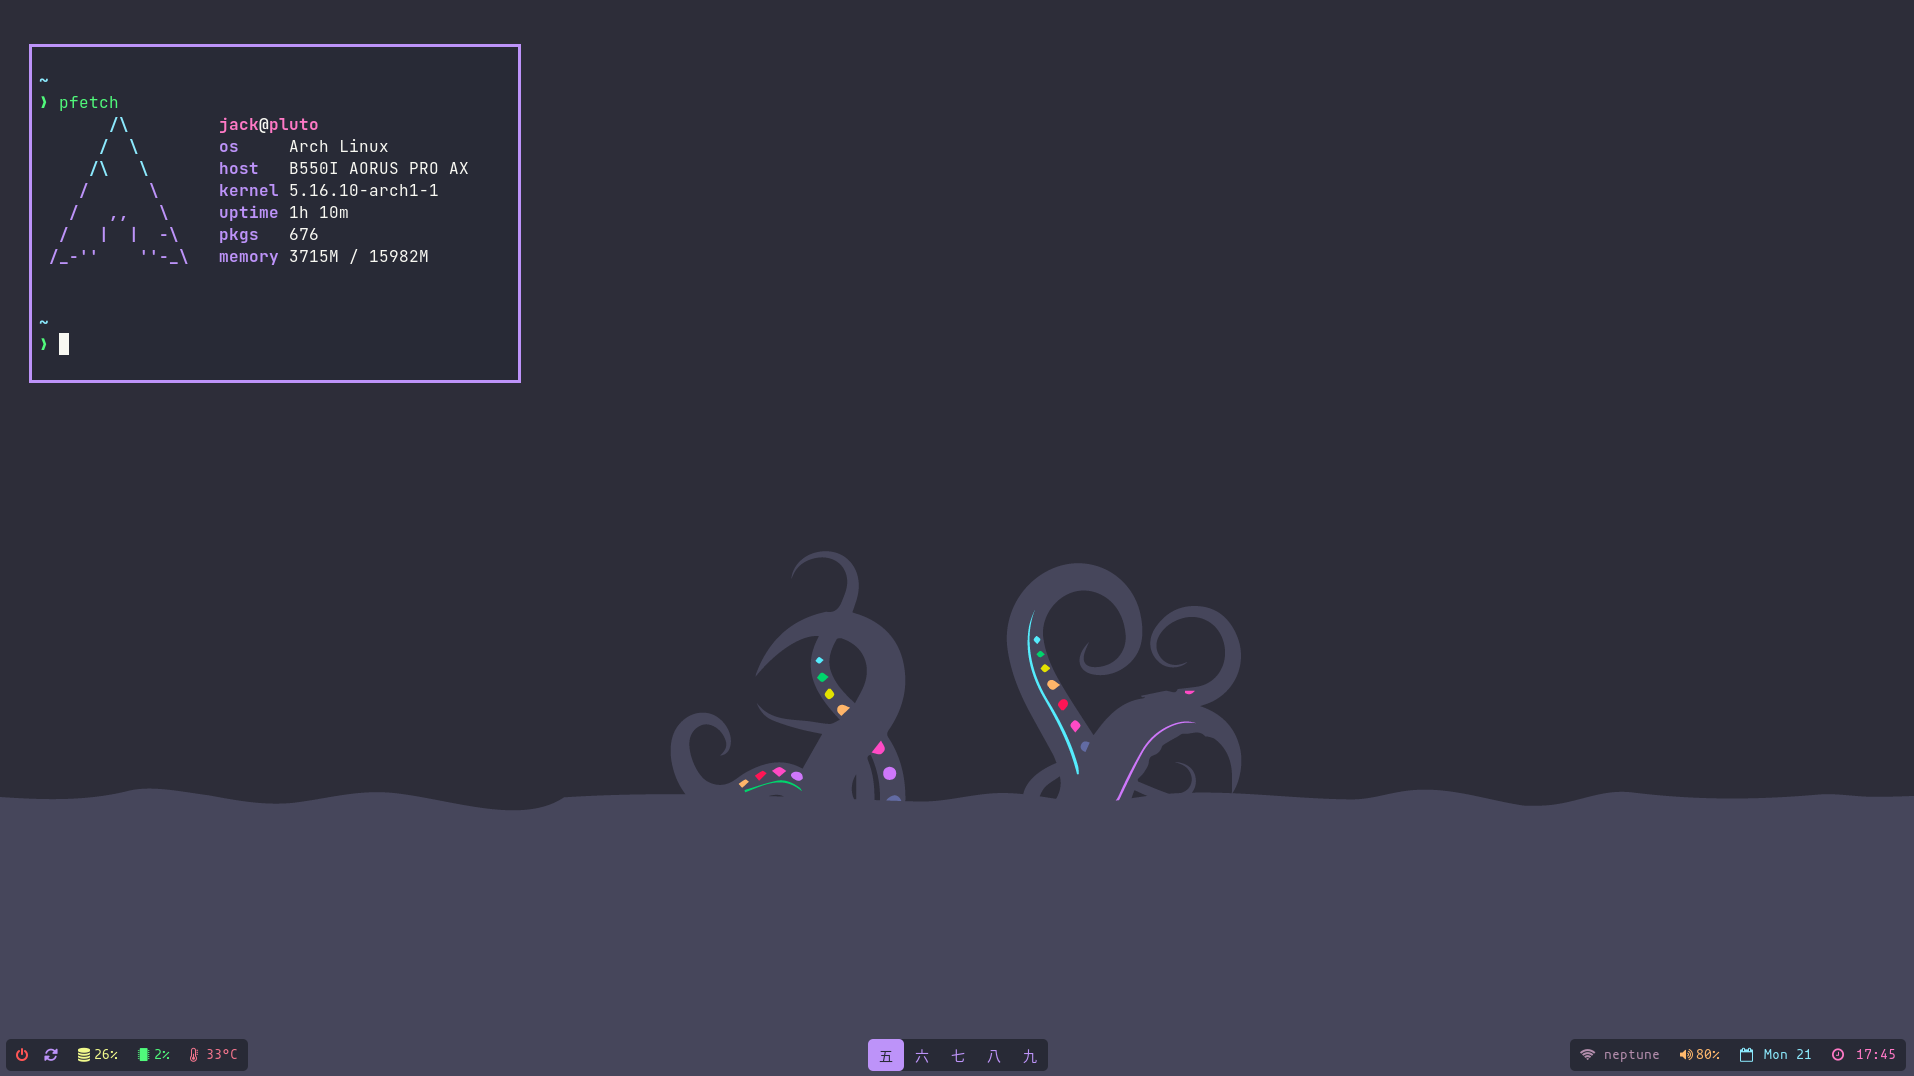 ~
❯ pfetch
jack@pluto
os Arch Linux
host B550I AORUS PRO AX
kernel 5.16.10-arch1-1
uptime 1h 10m
pkgs 676
memory 3715M / 15982M
~
❯
26% 2% 33°C
五 六 七 八 九
neptune 80% Mon 21 17:45